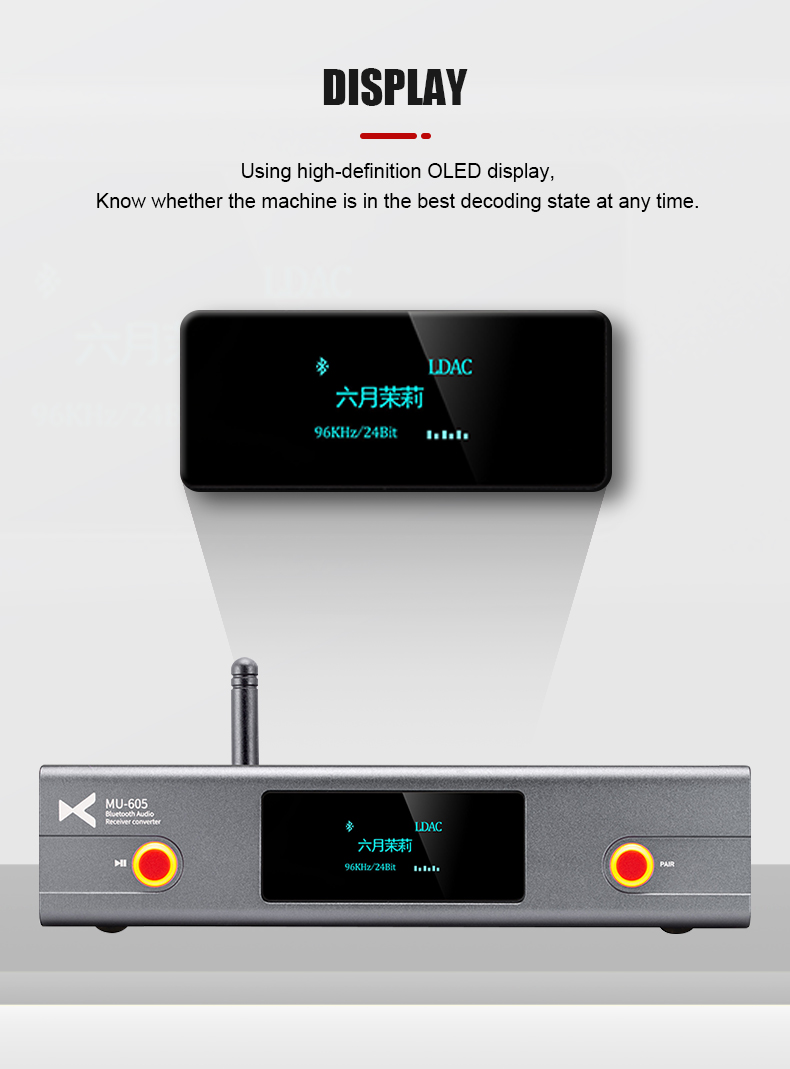 DISPLAY
Using high-definition OLED display,
Know whether the machine is in the best decoding state at any time.
LDAC
六月茉莉
96KHz/24Bit
MU-605
Bluetooth Audio
Receiver converter
LDAC
六月茉莉
96KHz/24Bit
PAIR